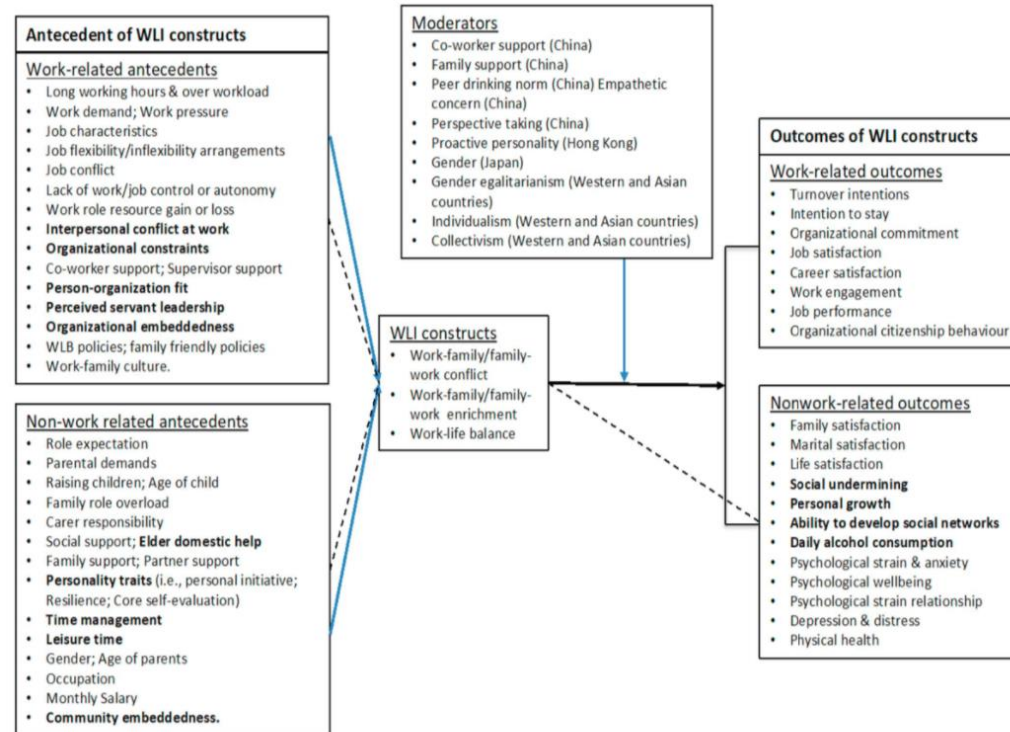 Antecedent of WLI constructs
Work-related antecedents
• Long working hours & over workload
• Work demand; Work pressure
• Job characteristics
• Job flexibility/inflexibility arrangements
• Job conflict
• Lack of work/job control or autonomy
• Work role resource gain or loss
• Interpersonal conflict at work
• Organizational constraints
• Co-worker support; Supervisor support
• Person-organization fit
• Perceived servant leadership
• Organizational embeddedness
• WLB policies; family friendly policies
• Work-family culture.
Non-work related antecedents
• Role expectation
• Parental demands
• Raising children; Age of child
• Family role overload
• Carer responsibility
• Social support; Elder domestic help
• Family support; Partner support
• Personality traits (i.e., personal initiative;
Resilience; Core self-evaluation)
• Time management
• Leisure time
• Gender; Age of parents
• Occupation
• Monthly Salary
• Community embeddedness.
Moderators
• Co-worker support (China)
• Family support (China)
• Peer drinking norm (China) Empathetic
concern (China)
• Perspective taking (China)
• Proactive personality (Hong Kong)
• Gender (Japan)
• Gender egalitarianism (Western and Asian
countries)
• Individualism (Western and Asian countries)
• Collectivism (Western and Asian countries)
WLI constructs
• Work-family/family-
work conflict
• Work-family/family-
work enrichment
• Work-life balance
Outcomes of WLI constructs
Work-related outcomes
• Turnover intentions
• Intention to stay
• Organizational commitment
• Job satisfaction
• Career satisfaction
• Work engagement
• Job performance
• Organizational citizenship behaviour
Nonwork-related outcomes
• Family satisfaction
• Marital satisfaction
• Life satisfaction
• Social undermining
• Personal growth
• Ability to develop social networks
• Daily alcohol consumption
• Psychological strain & anxiety
• Psychological wellbeing
• Psychological strain relationship
• Depression & distress
• Physical health